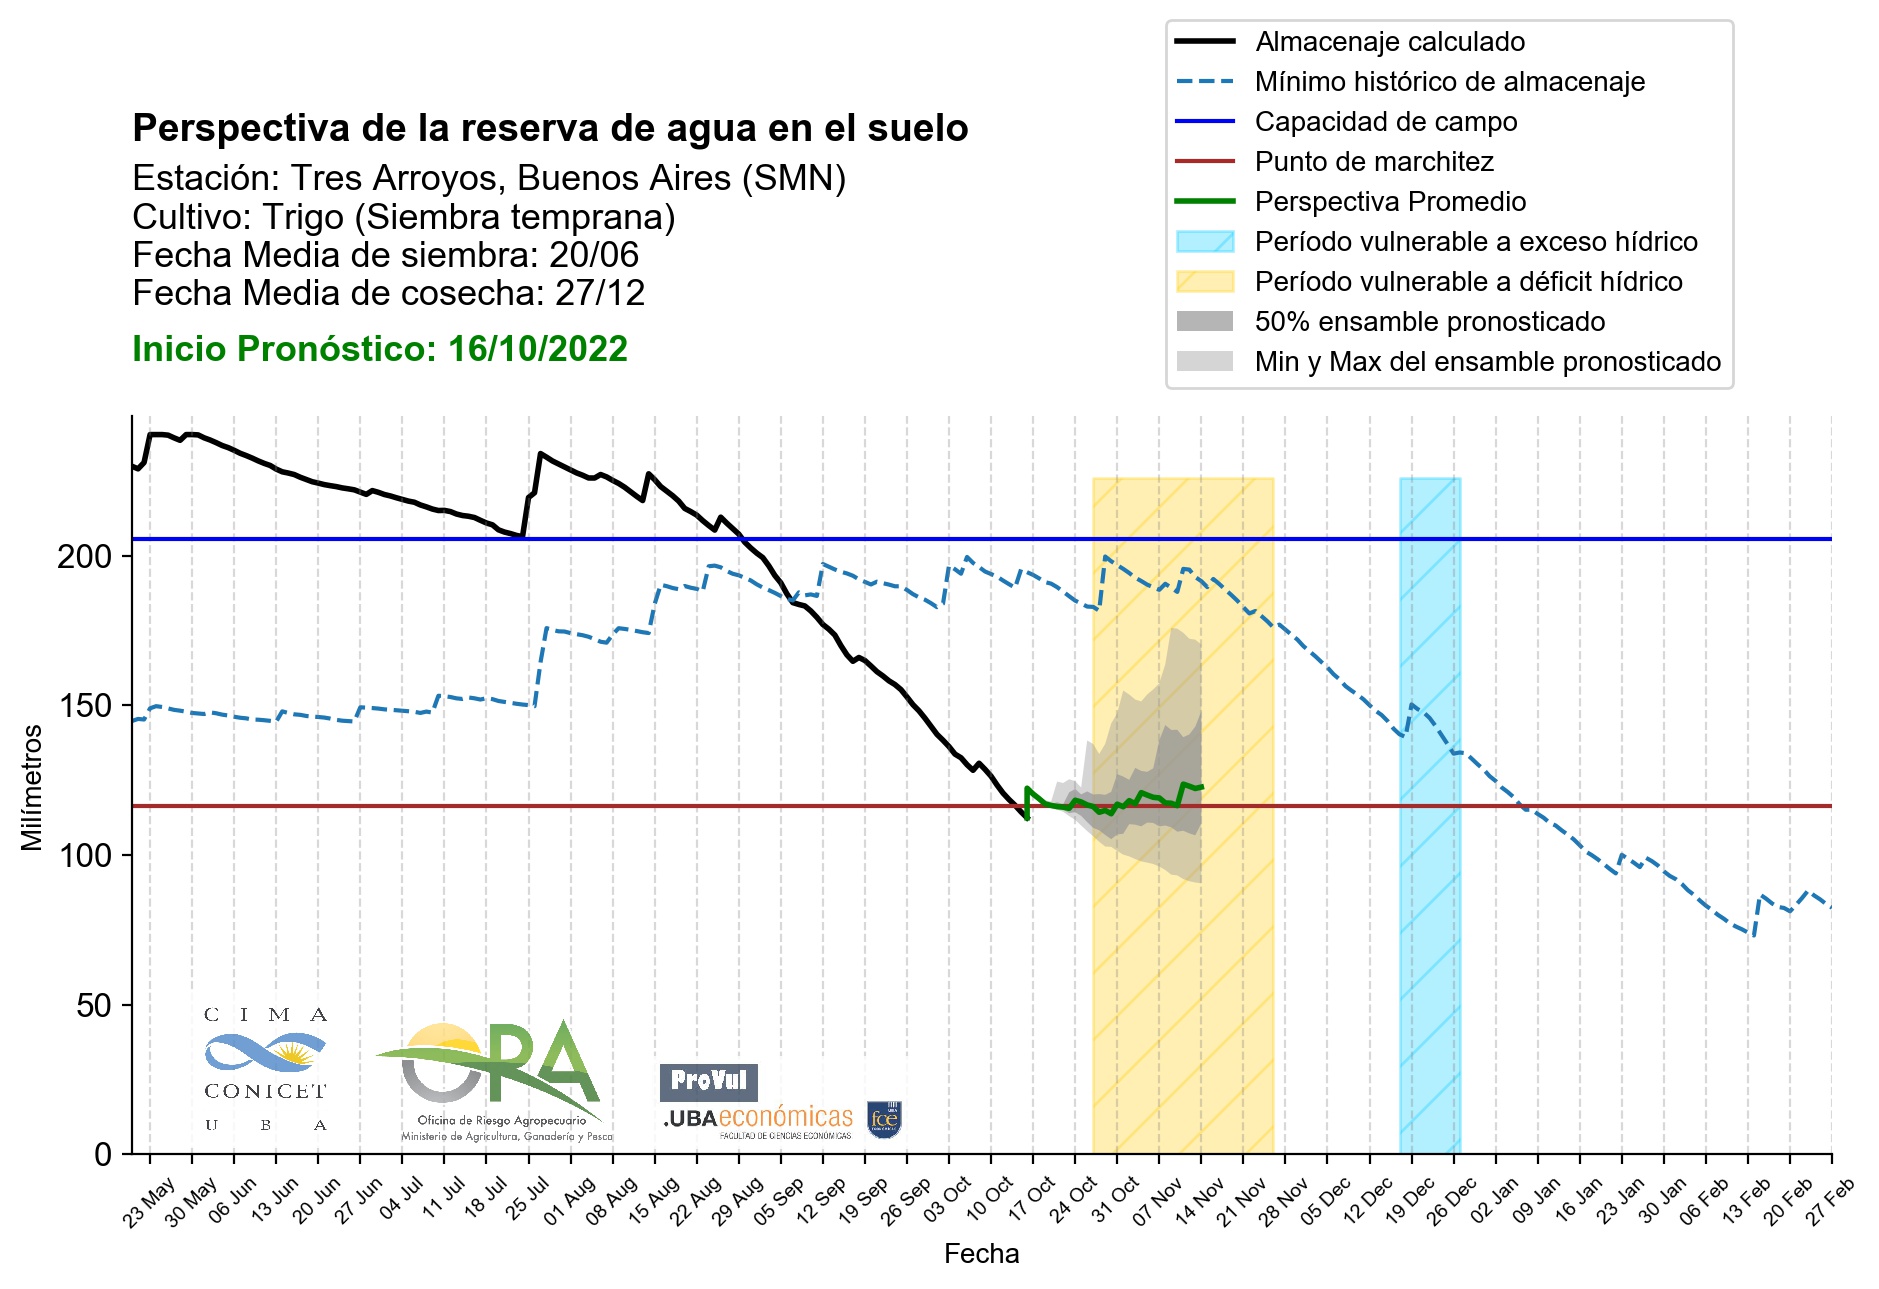 Almacenaje calculado
Mínimo histórico de almacenaje
Capacidad de campo
Punto de marchitez
Perspectiva Promedio
Período vulnerable a exceso hídrico
Período vulnerable a déficit hídrico
50% ensamble pronosticado
Min y Max del ensamble pronosticado
Perspectiva de la reserva de agua en el suelo
Estación: Tres Arroyos, Buenos Aires (SMN)
Cultivo: Trigo (Siembra temprana)
Fecha Media de siembra: 20/06
Fecha Media de cosecha: 27/12
Inicio Pronóstico: 16/10/2022
Milímetros
200
150
100
50
0
CIMA
CONICET
UBA
ORA
Oficina de Riesgo Agropecuario
Ministerio de Agricultura, Ganadería y Pesca
ProVul
.UBAeconómicas
FACULTAD DE CIENCIAS ECONÓMICAS
UBA
fce
ECONÓMICAS
23 May
30 May
06 Jun
13 Jun
20 Jun
27 Jun
04 Jul
11 Jul
18 Jul
25 Jul
01 Aug
08 Aug
15 Aug
22 Aug
29 Aug
05 Sep
12 Sep
19 Sep
26 Sep
03 Oct
10 Oct
17 Oct
24 Oct
31 Oct
07 Nov
14 Nov
21 Nov
28 Nov
05 Dec
12 Dec
19 Dec
26 Dec
02 Jan
09 Jan
16 Jan
23 Jan
30 Jan
06 Feb
13 Feb
20 Feb
27 Feb
Fecha